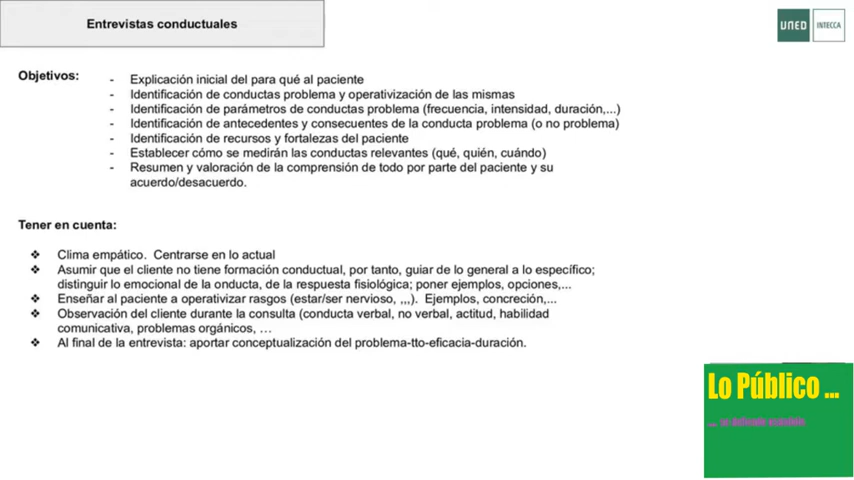 Entrevistas conductuales
UNED
INTECCA
Objetivos:
- Explicación inicial del para qué al paciente
- Identificación de conductas problema y operativización de las mismas
- Identificación de parámetros de conductas problema (frecuencia, intensidad, duración,...)
- Identificación de antecedentes y consecuentes de la conducta problema (o no problema)
- Identificación de recursos y fortalezas del paciente
- Establecer cómo se medirán las conductas relevantes (qué, quién, cuándo)
- Resumen y valoración de la comprensión de todo por parte del paciente y su
acuerdo/desacuerdo.
Tener en cuenta:
❖ Clima empático. Centrarse en lo actual
❖ Asumir que el cliente no tiene formación conductual, por tanto, guiar de lo general a lo específico;
distinguir lo emocional de la onducta, de la respuesta fisiológica; poner ejemplos, opciones,...
❖ Enseñar al paciente a operativizar rasgos (estar/ser nervioso, ,,,). Ejemplos, concreción,...
❖ Observación del cliente durante la consulta (conducta verbal, no verbal, actitud, habilidad
comunicativa, problemas orgánicos, …
❖ Al final de la entrevista: aportar conceptualización del problema-tto-eficacia-duración.
Lo Público ...